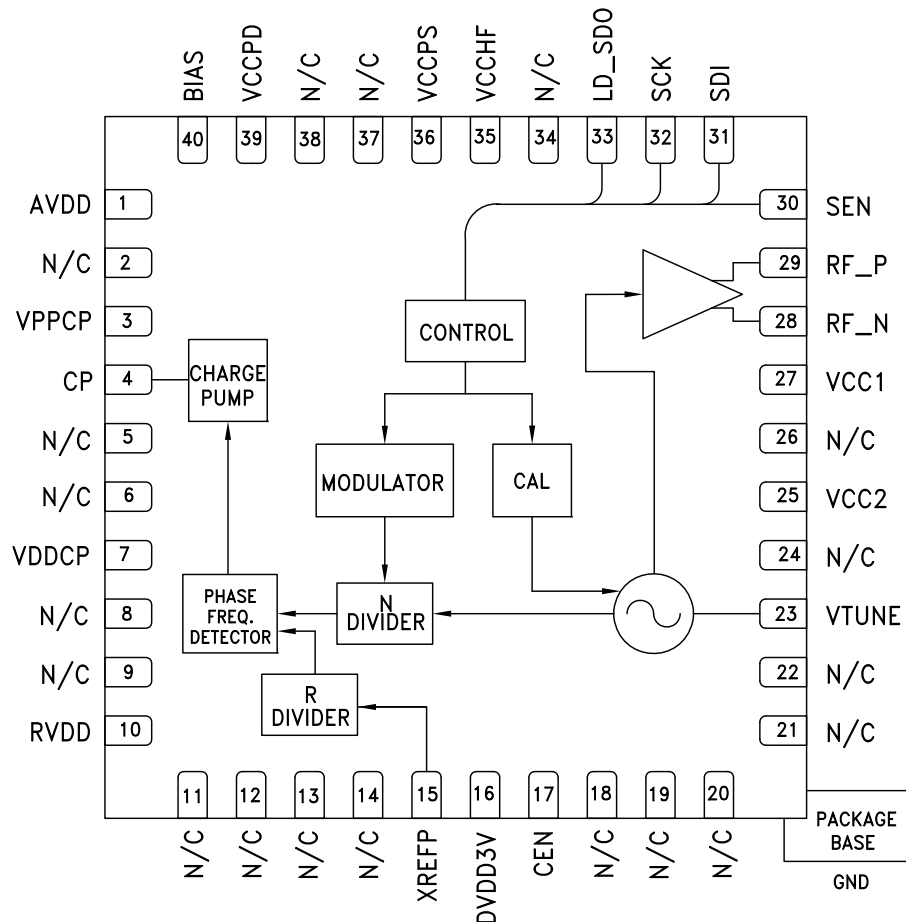 BIAS
VCCPD
N/C
N/C
VCCPS
VCCHF
N/C
LD_SDO
SCK
SDI
40
39
38
37
36
35
34
33
32
31
AVDD
1
30
SEN
N/C
2
29
RF_P
VPPCP
3
28
RF_N
CONTROL
CP
4
CHARGE
PUMP
27
VCC1
N/C
5
26
N/C
MODULATOR
CAL
N/C
6
25
VCC2
VDDCP
7
24
N/C
N/C
8
PHASE
FREQ.
DETECTOR
N
DIVIDER
23
VTUNE
N/C
9
22
N/C
R
DIVIDER
RVDD
10
21
N/C
11
12
13
14
15
16
17
18
19
20
N/C
N/C
N/C
N/C
XREFP
DVDD3V
CEN
N/C
N/C
N/C
PACKAGE
BASE
GND